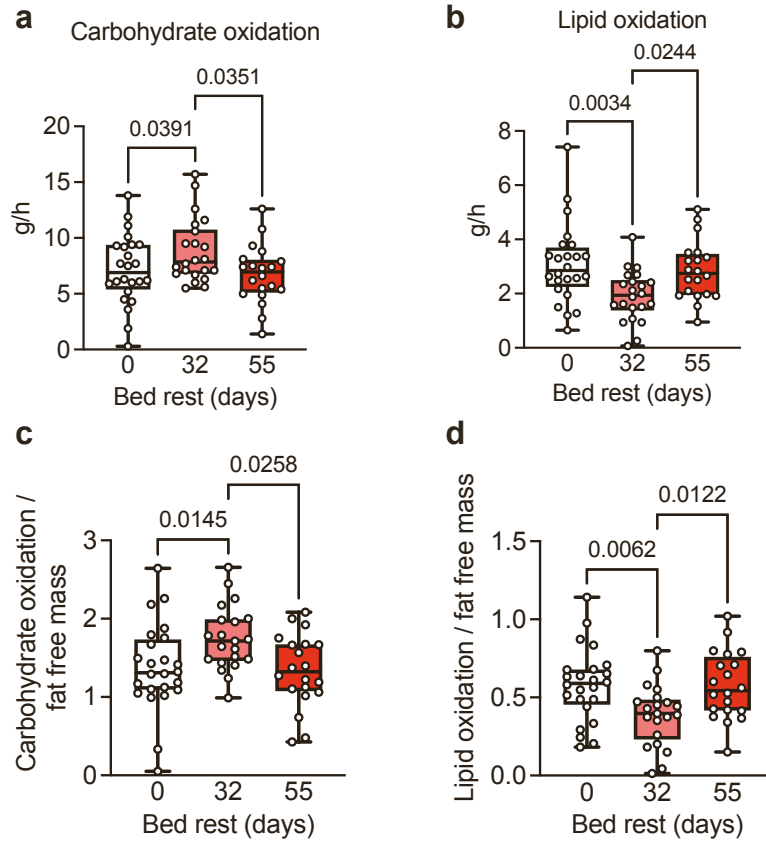 a
Carbohydrate oxidation
0.0351
0.0391
20
15
10
5
0
g/h
0 32 55
Bed rest (days)
b
Lipid oxidation
0.0244
0.0034
8
6
4
2
0
g/h
0 32 55
Bed rest (days)
c
0.0258
0.0145
3
2
1
0
Carbohydrate oxidation /
fat free mass
0 32 55
Bed rest (days)
d
0.0122
0.0062
1.5
1.0
0.5
0.0
Lipid oxidation / fat free mass
0 32 55
Bed rest (days)